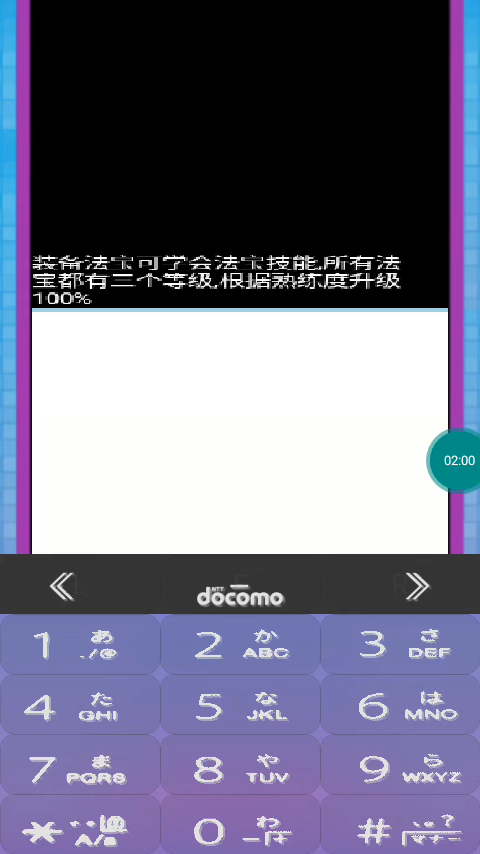 装备法宝可学会法宝技能,所有法
宝都有三个等级,根据熟练度升级
100%
02:00
NTT
docomo
1 あ ./@
2 か ABC
3 さ DEF
4 た GHI
5 な JKL
6 は MNO
7 ま PQRS
8 や TUV
9 ら WXYZ
* A/a
0 わ
#